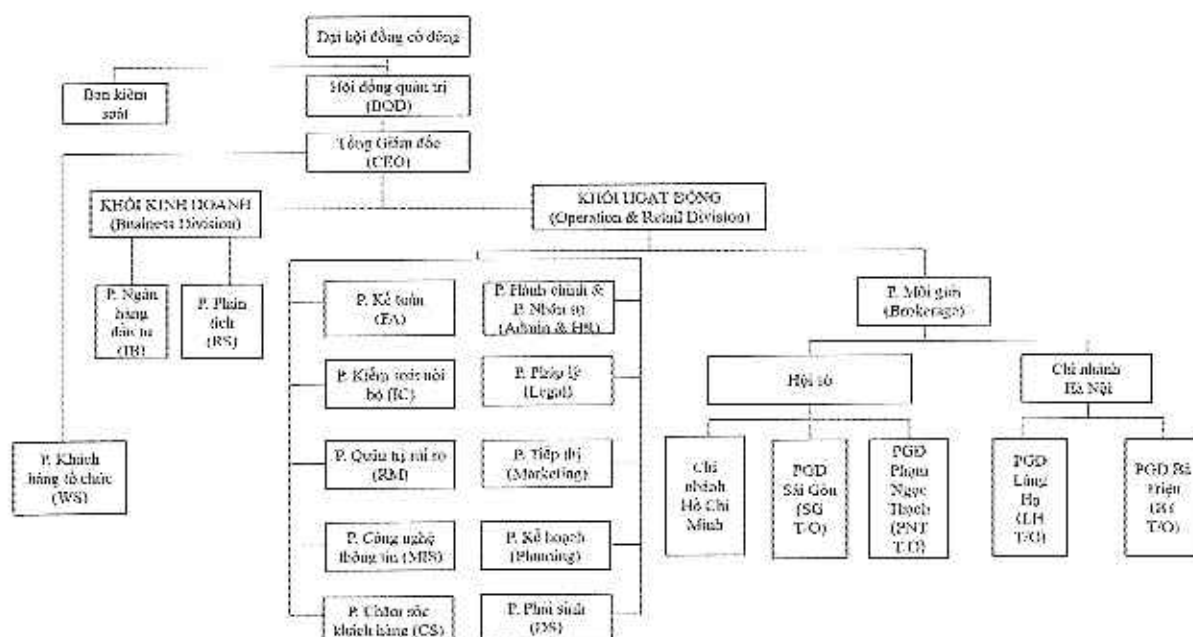 Đại hội đồng cổ đông
Ban kiểm
soát
Hội đồng quản trị
(BOD)
Tổng Giám đốc
(CEO)
KHỐI KINH DOANH
(Business Division)
KHỐI HOẠT ĐỘNG
(Operation & Retail Division)
P. Ngân
hàng
đầu tư
(IB)
P. Phân
tích
(RS)
P. Kế toán
(FA)
P. Hành chính &
P. Nhân sự
(Admin & HR)
P. Môi giới
(Brokerage)
P. Kiểm soát nội
bộ (IC)
P. Pháp lý
(Legal)
Hội sở
Chi nhánh
Hà Nội
P. Khách
hàng tổ chức
(WS)
P. Quản trị rủi ro
(RM)
P. Tiếp thị
(Marketing)
Chi
nhánh
Hồ Chí
Minh
PGD
Sài Gòn
(SG
T/O)
PGD
Phạm
Ngọc
Thạch
(PNT
T/O)
PGD
Láng
Hạ
(LH
T/O)
PGD Bà
Triệu
(BT
T/O)
P. Công nghệ
thông tin (MIS)
P. Kế hoạch
(Planning)
P. Chăm sóc
khách hàng (CS)
P. Phái sinh
(DS)